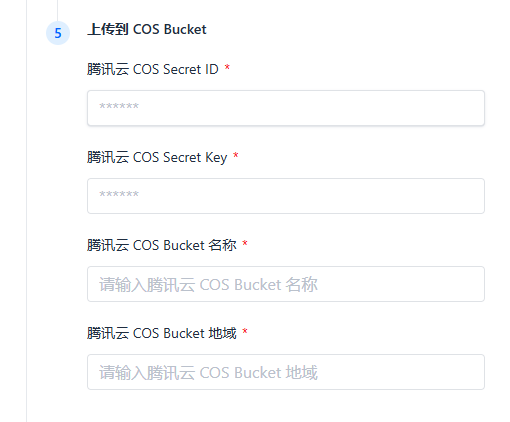 5
上传到 COS Bucket
腾讯云 COS Secret ID *
******
腾讯云 COS Secret Key *
******
腾讯云 COS Bucket 名称 *
请输入腾讯云 COS Bucket 名称
腾讯云 COS Bucket 地域 *
请输入腾讯云 COS Bucket 地域